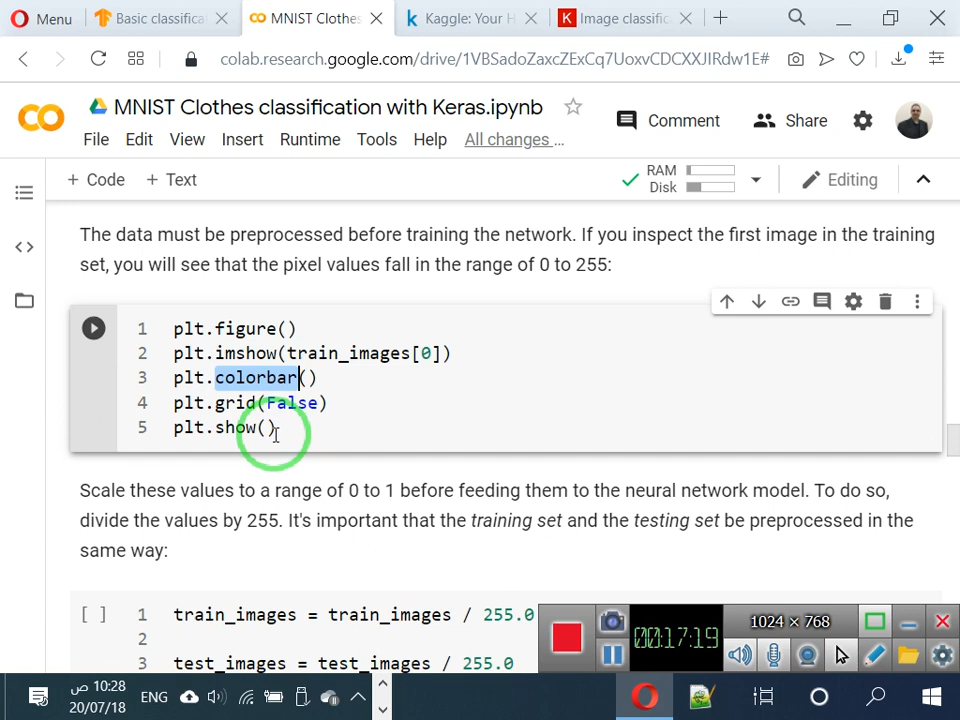 Menu
Basic classifica
MNIST Clothes
Kaggle: Your H
Image classific
colab.research.google.com/drive/1VBSadoZaxcZExCq7UoxvCDCXXJIRdw1E#
MNIST Clothes classification with Keras.ipynb
Comment
Share
File Edit View Insert Runtime Tools Help All changes …
+ Code + Text
RAM
Disk
Editing
The data must be preprocessed before training the network. If you inspect the first image in the training
set, you will see that the pixel values fall in the range of 0 to 255:
1 plt.figure()
2 plt.imshow(train_images[0])
3 plt.colorbar()
4 plt.grid(False)
5 plt.show()
Scale these values to a range of 0 to 1 before feeding them to the neural network model. To do so,
divide the values by 255. It's important that the training set and the testing set be preprocessed in the
same way:
[ ] 1 train_images = train_images / 255.0
2
3 test_images = test_images / 255.0
1024 × 768
00:17:19
10:28 ص
20/07/18
ENG